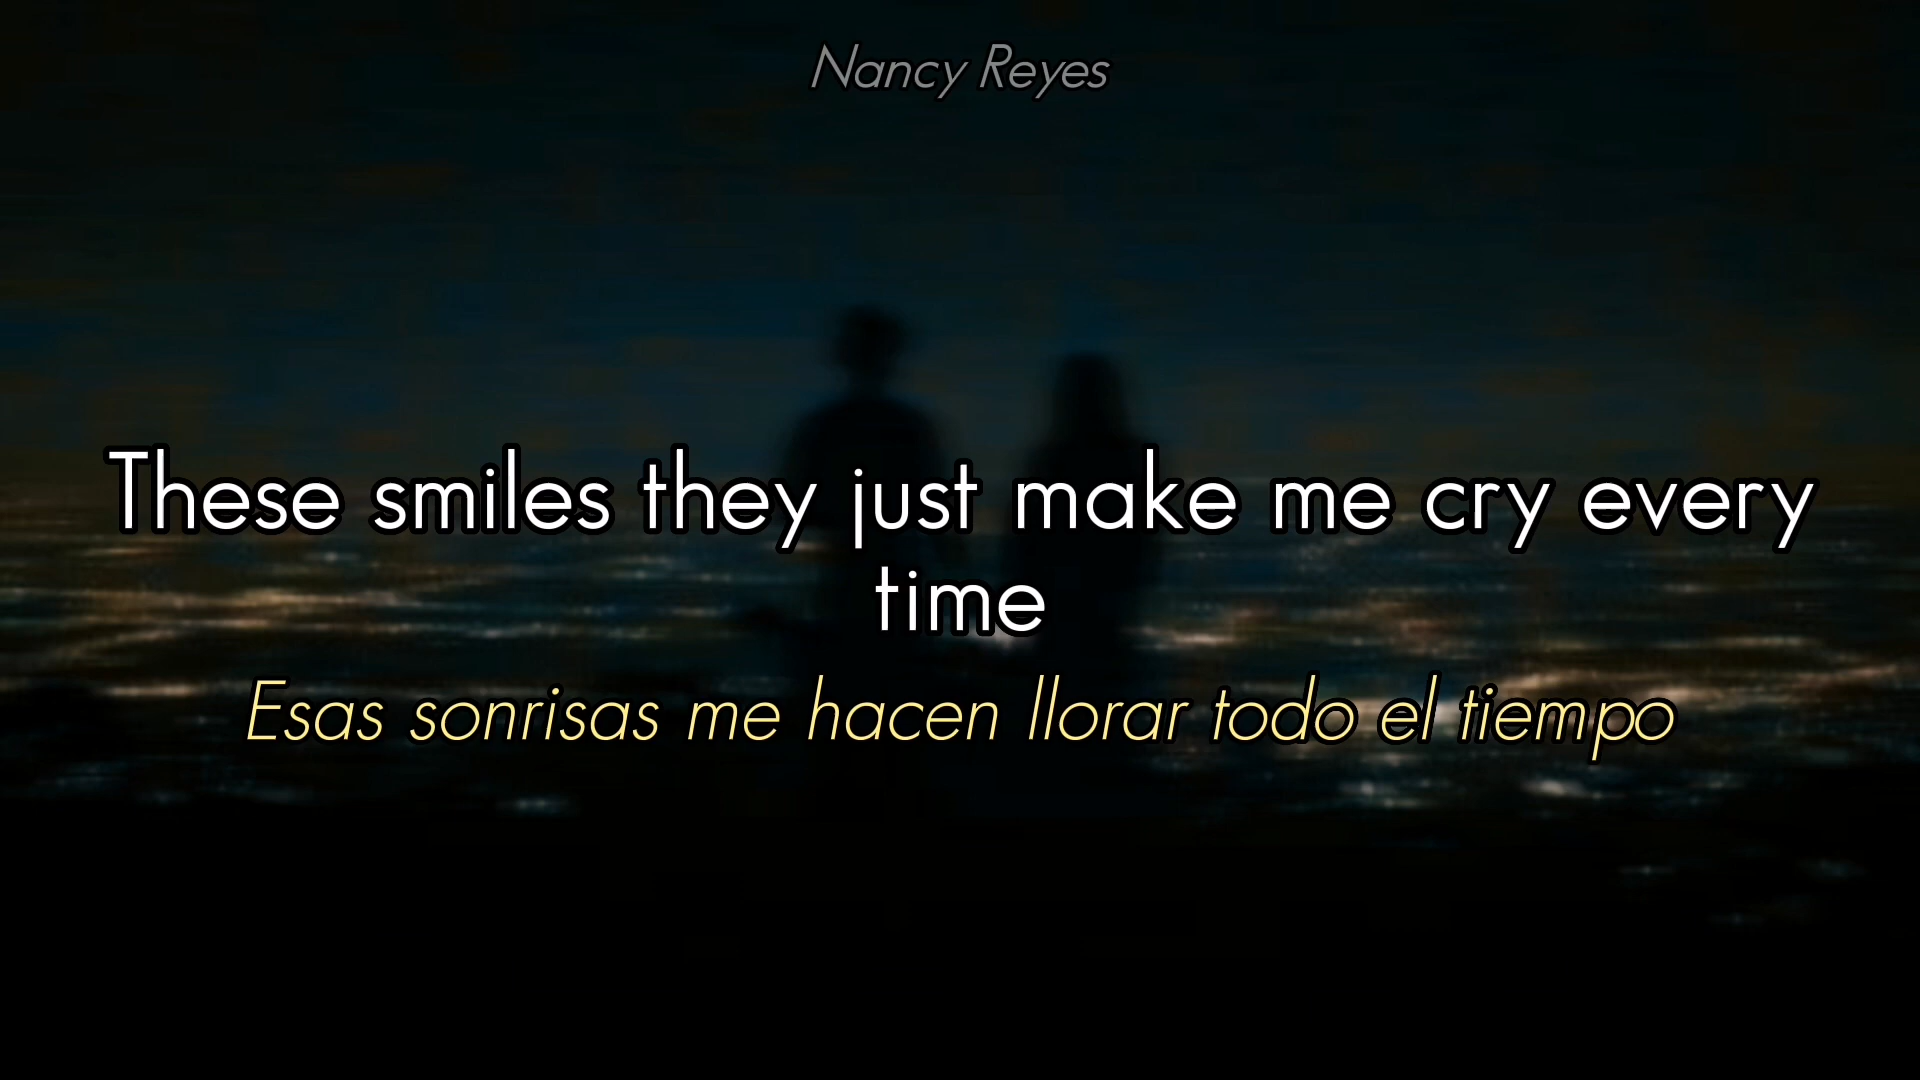 Nancy Reyes
These smiles they just make me cry every
time
Esas sonrisas me hacen llorar todo el tiempo